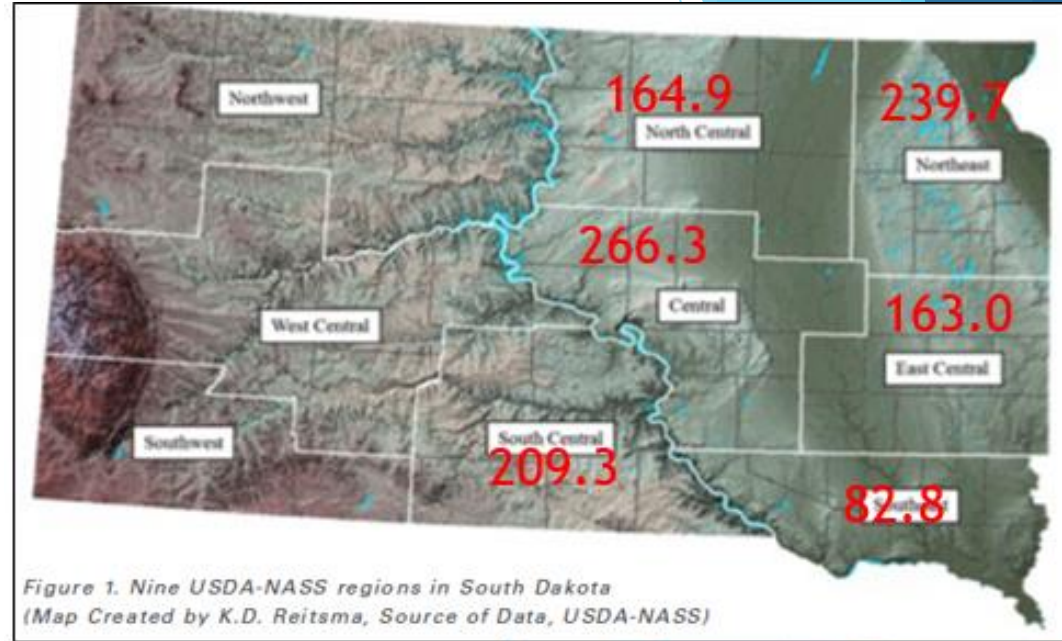 164.9
239.7
Northwest
North Central
Northeast
266.3
Central
163.0
West Central
East Central
Southwest
South Central
209.3
82.8
Figure 1. Nine USDA-NASS regions in South Dakota
(Map Created by K.D. Reitsma, Source of Data, USDA-NASS)